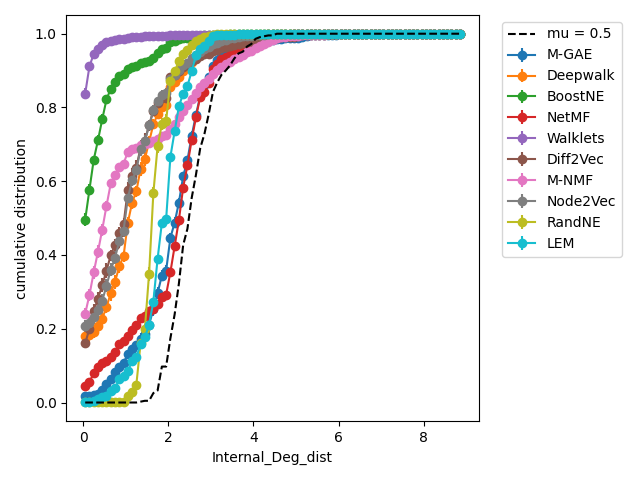 1.0
0.8
0.6
0.4
0.2
0.0
cumulative distribution
0
2
4
6
8
Internal_Deg_dist
mu = 0.5
M-GAE
Deepwalk
BoostNE
NetMF
Walklets
Diff2Vec
M-NMF
Node2Vec
RandNE
LEM